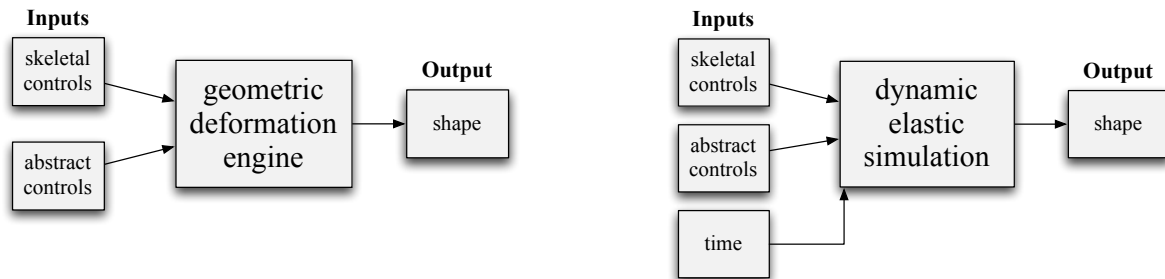 Inputs
skeletal
controls
abstract
controls
geometric
deformation
engine
Output
shape
Inputs
skeletal
controls
abstract
controls
time
dynamic
elastic
simulation
Output
shape